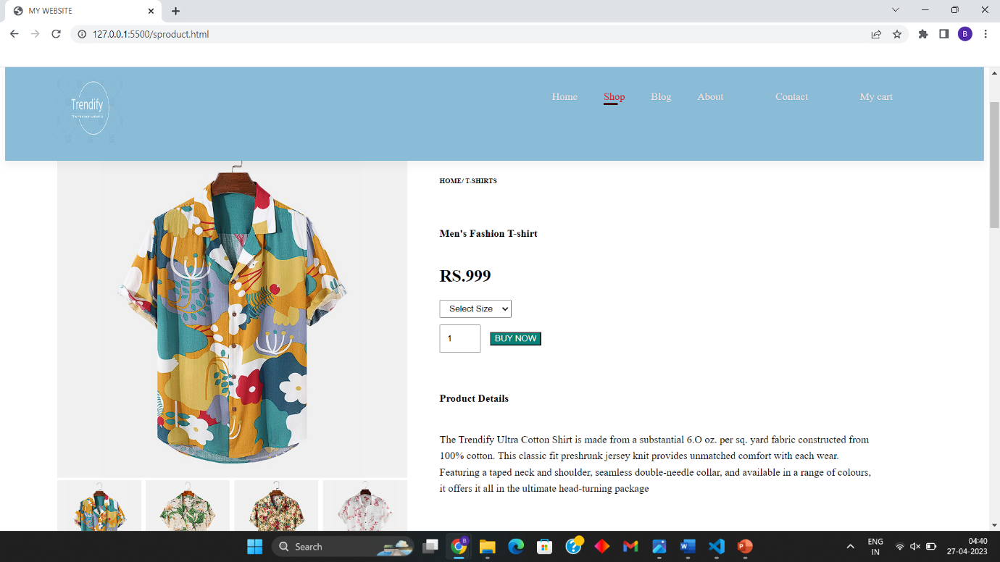 MY WEBSITE
127.0.0.1:5500/sproduct.html
B
Trendify
Home Shop Blog About Contact My cart
HOME/ T-SHIRTS
Men's Fashion T-shirt
RS.999
Select Size
1 BUY NOW
Product Details
The Trendify Ultra Cotton Shirt is made from a substantial 6.O oz. per sq. yard fabric constructed from
100% cotton. This classic fit preshrunk jersey knit provides unmatched comfort with each wear.
Featuring a taped neck and shoulder, seamless double-needle collar, and available in a range of colours,
it offers it all in the ultimate head-turning package
Search
ENG
IN
04:40
27-04-2023